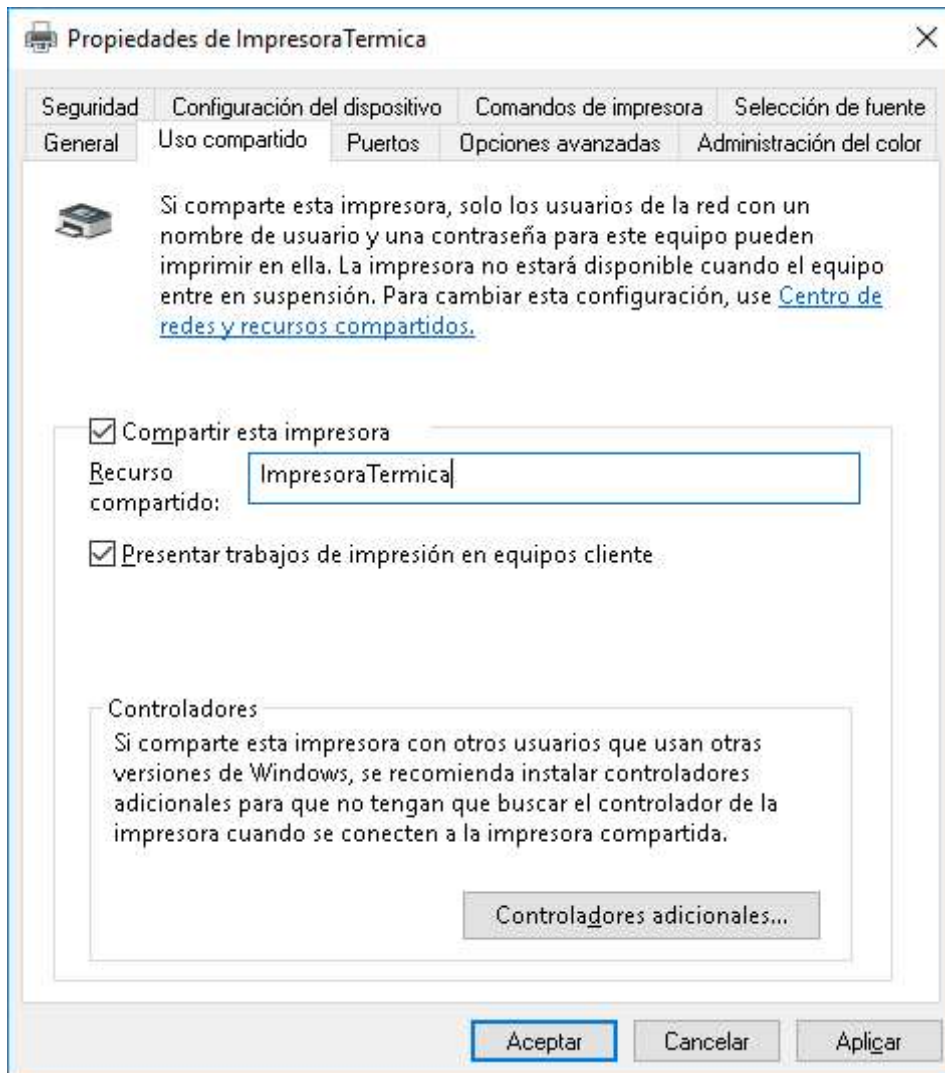 Propiedades de ImpresoraTermica
Seguridad Configuración del dispositivo Comandos de impresora Selección de fuente
General Uso compartido Puertos Opciones avanzadas Administración del color
Si comparte esta impresora, solo los usuarios de la red con un
nombre de usuario y una contraseña para este equipo pueden
imprimir en ella. La impresora no estará disponible cuando el equipo
entre en suspensión. Para cambiar esta configuración, use Centro de
redes y recursos compartidos.
Compartir esta impresora
Recurso
compartido:
ImpresoraTermica
Presentar trabajos de impresión en equipos cliente
Controladores
Si comparte esta impresora con otros usuarios que usan otras
versiones de Windows, se recomienda instalar controladores
adicionales para que no tengan que buscar el controlador de la
impresora cuando se conecten a la impresora compartida.
Controladores adicionales...
Aceptar Cancelar Aplicar